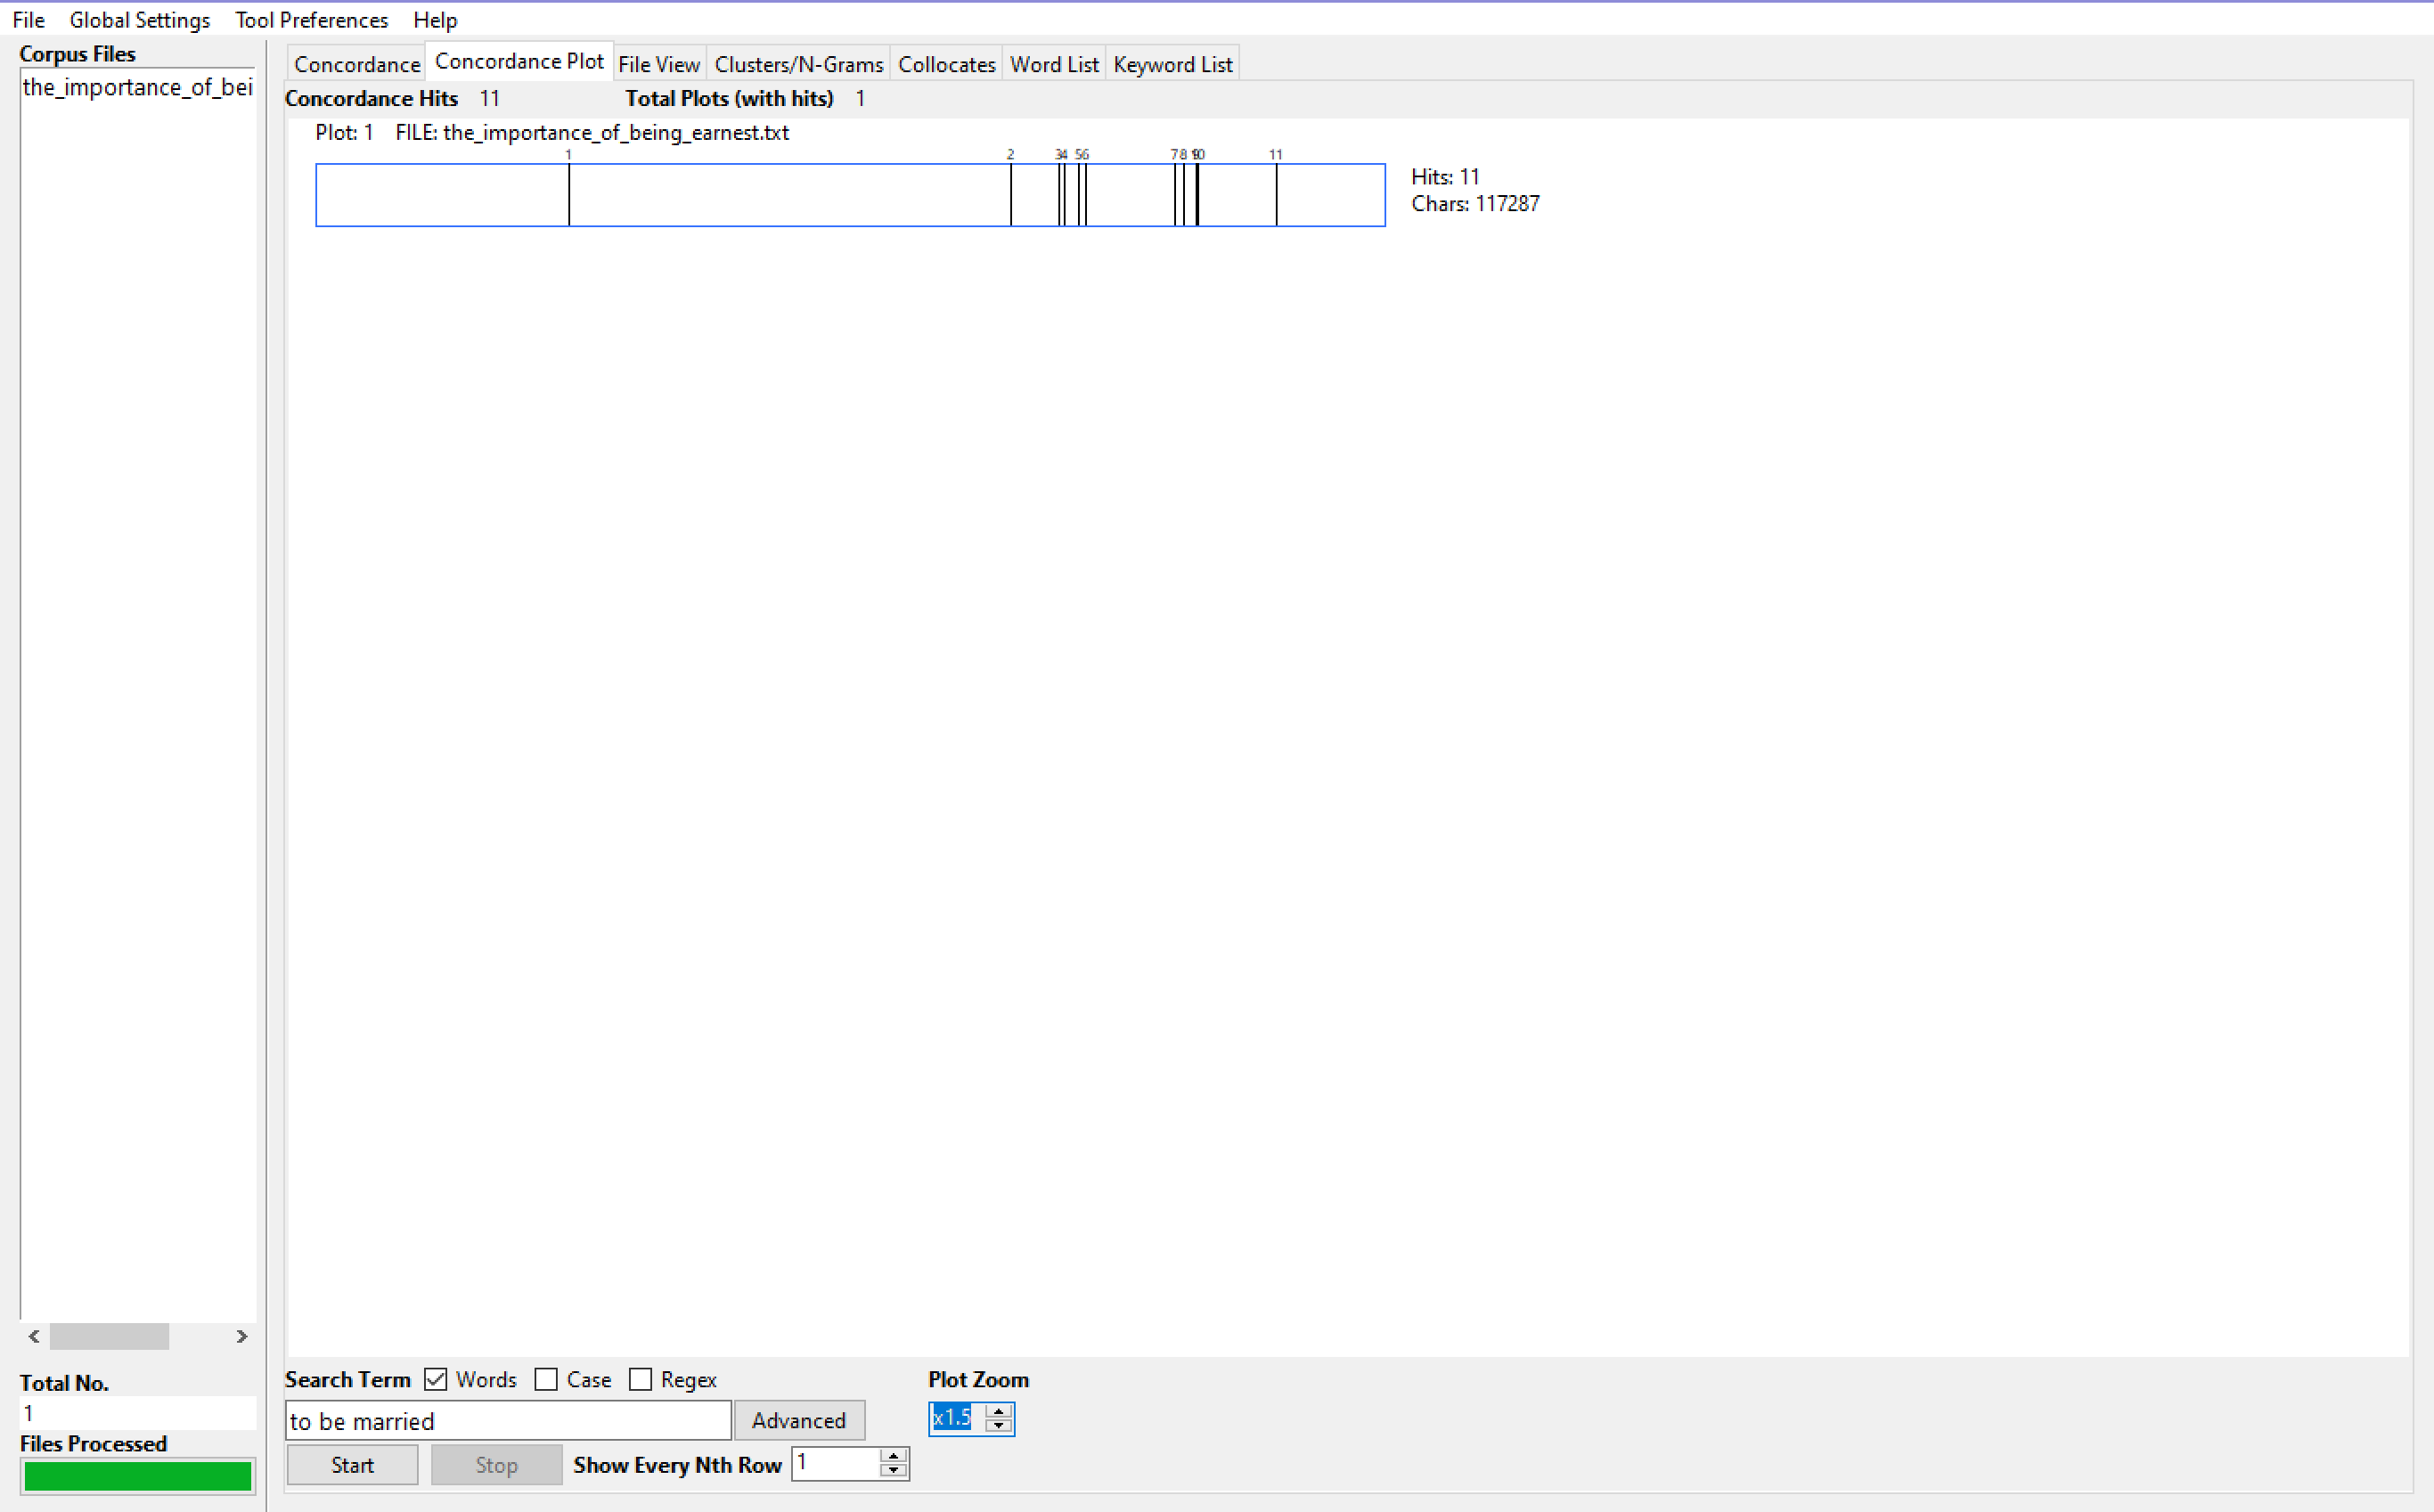 File Global Settings Tool Preferences Help
Corpus Files
the_importance_of_bei
Concordance Concordance Plot File View Clusters/N-Grams Collocates Word List Keyword List
Concordance Hits 11 Total Plots (with hits) 1
Plot: 1 FILE: the_importance_of_being_earnest.txt
1 2 34 56 78 910 11
Hits: 11
Chars: 117287
Total No.
1
Files Processed
Search Term Words Case Regex Plot Zoom
to be married Advanced x1.5
Start Stop Show Every Nth Row 1